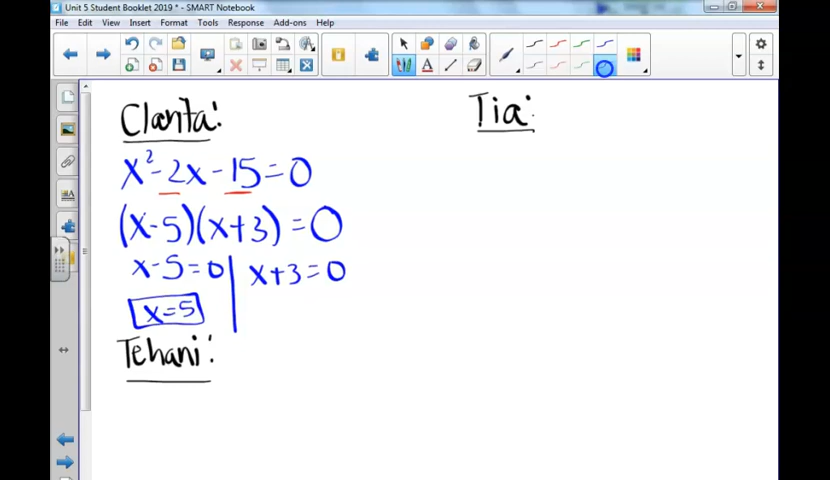 Unit 5 Student Booklet 2019 * - SMART Notebook
File Edit View Insert Format Tools Response Add-ons Help
Clarita:
Tia:
x²-2x-15=0
(x-5)(x+3)=0
x-5=0 | x+3=0
x=5
Tehani: